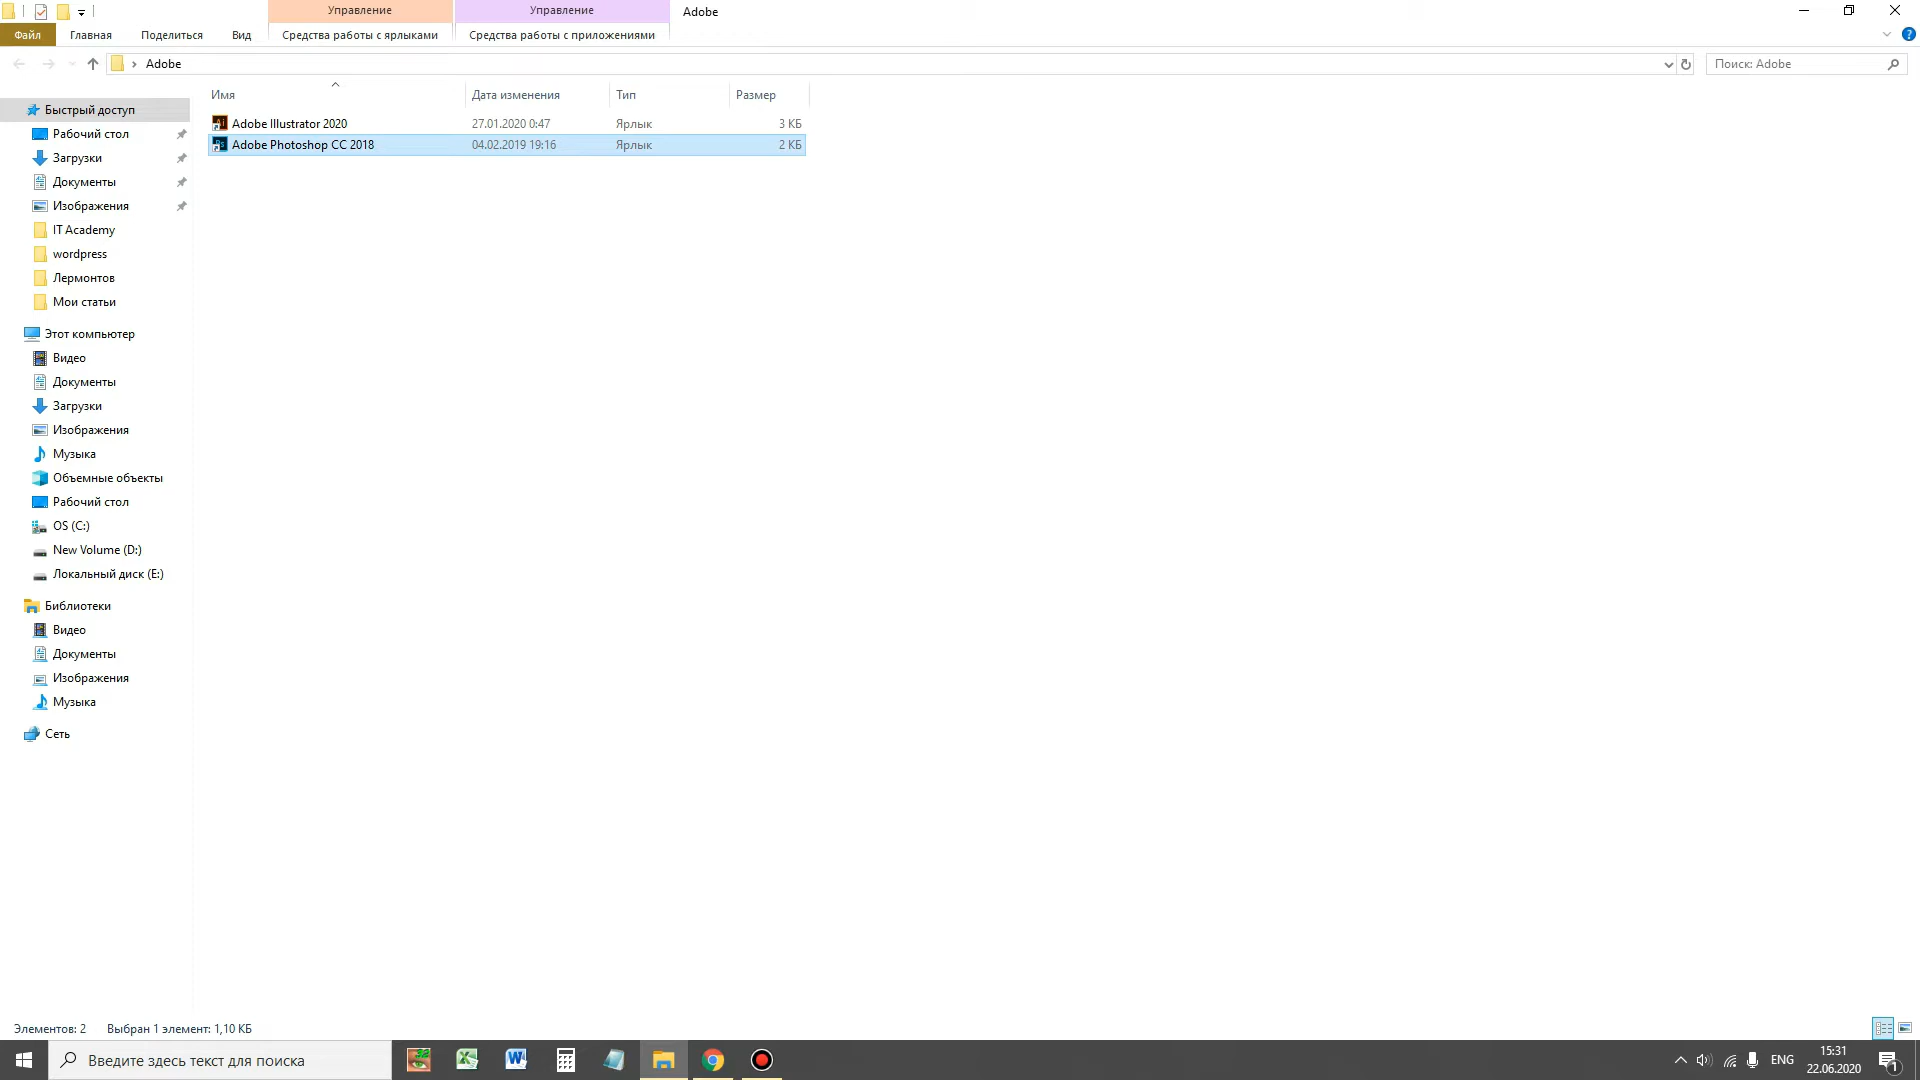 Управление
Управление
Adobe
Файл
Главная
Поделиться
Вид
Средства работы с ярлыками
Средства работы с приложениями
Adobe
Поиск: Adobe
Имя
Дата изменения
Тип
Размер
Adobe Illustrator 2020
27.01.2020 0:47
Ярлык
3 КБ
Adobe Photoshop CC 2018
04.02.2019 19:16
Ярлык
2 КБ
Быстрый доступ
Рабочий стол
Загрузки
Документы
Изображения
IT Academy
wordpress
Лермонтов
Мои статьи
Этот компьютер
Видео
Документы
Загрузки
Изображения
Музыка
Объемные объекты
Рабочий стол
OS (C:)
New Volume (D:)
Локальный диск (E:)
Библиотеки
Видео
Документы
Изображения
Музыка
Сеть
Элементов: 2
Выбран 1 элемент: 1,10 КБ
Введите здесь текст для поиска
ENG
15:31
22.06.2020
1